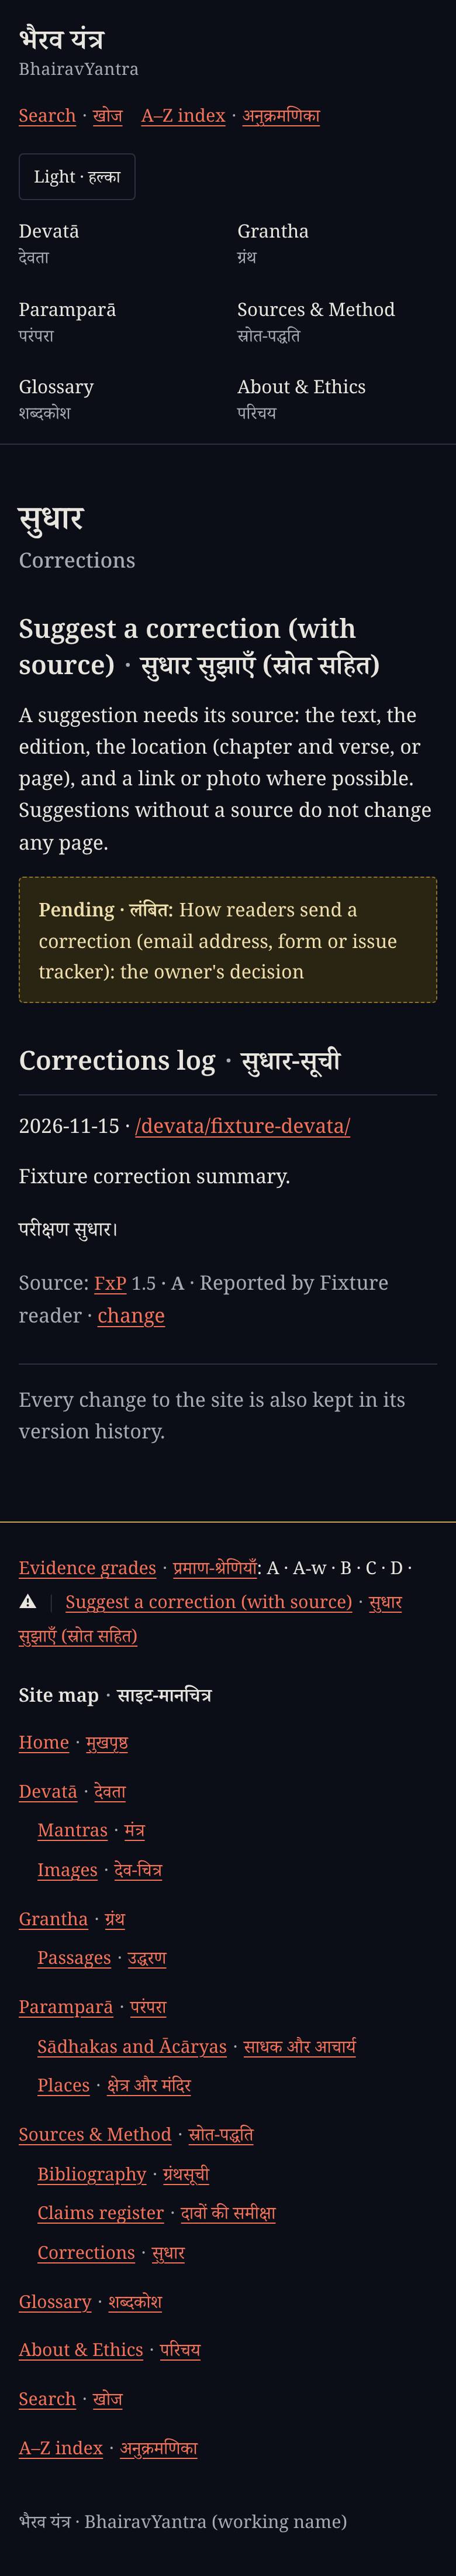 भैरव यंत्र
BhairavYantra
Search · खोज A–Z index · अनुक्रमणिका
Light · हल्का
Devatā Grantha
देवता ग्रंथ
Paramparā Sources & Method
परंपरा स्रोत-पद्धति
Glossary About & Ethics
शब्दकोश परिचय
सुधार
Corrections
Suggest a correction (with
source) · सुधार सुझाएँ (स्रोत सहित)
A suggestion needs its source: the text, the
edition, the location (chapter and verse, or
page), and a link or photo where possible.
Suggestions without a source do not change
any page.
Pending · लंबित: How readers send a
correction (email address, form or issue
tracker): the owner's decision
Corrections log · सुधार-सूची
2026-11-15 · /devata/fixture-devata/
Fixture correction summary.
परीक्षण सुधार।
Source: FxP 1.5 · A · Reported by Fixture
reader · change
Every change to the site is also kept in its
version history.
Evidence grades · प्रमाण-श्रेणियाँ: A · A-w · B · C · D ·
⚠ | Suggest a correction (with source) · सुधार
सुझाएँ (स्रोत सहित)
Site map · साइट-मानचित्र
Home · मुखपृष्ठ
Devatā · देवता
Mantras · मंत्र
Images · देव-चित्र
Grantha · ग्रंथ
Passages · उद्धरण
Paramparā · परंपरा
Sādhakas and Ācāryas · साधक और आचार्य
Places · क्षेत्र और मंदिर
Sources & Method · स्रोत-पद्धति
Bibliography · ग्रंथसूची
Claims register · दावों की समीक्षा
Corrections · सुधार
Glossary · शब्दकोश
About & Ethics · परिचय
Search · खोज
A–Z index · अनुक्रमणिका
भैरव यंत्र · BhairavYantra (working name)